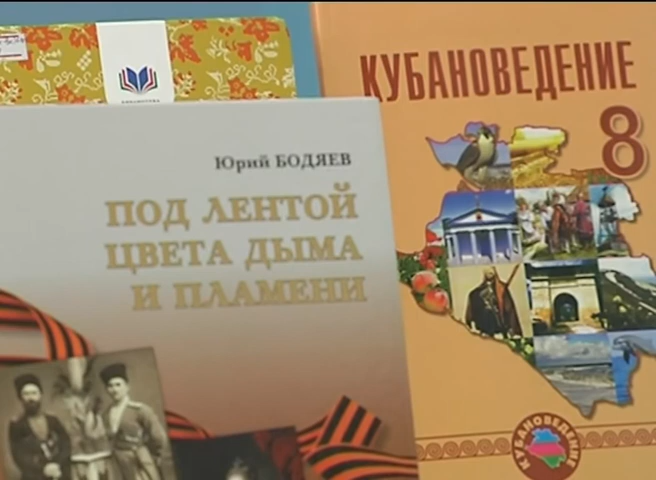 Юрий БОДЯЕВ
ПОД ЛЕНТОЙ
ЦВЕТА ДЫМА
И ПЛАМЕНИ
КУБАНОВЕДЕНИЕ
8
КУБАНОВЕДЕНИЕ